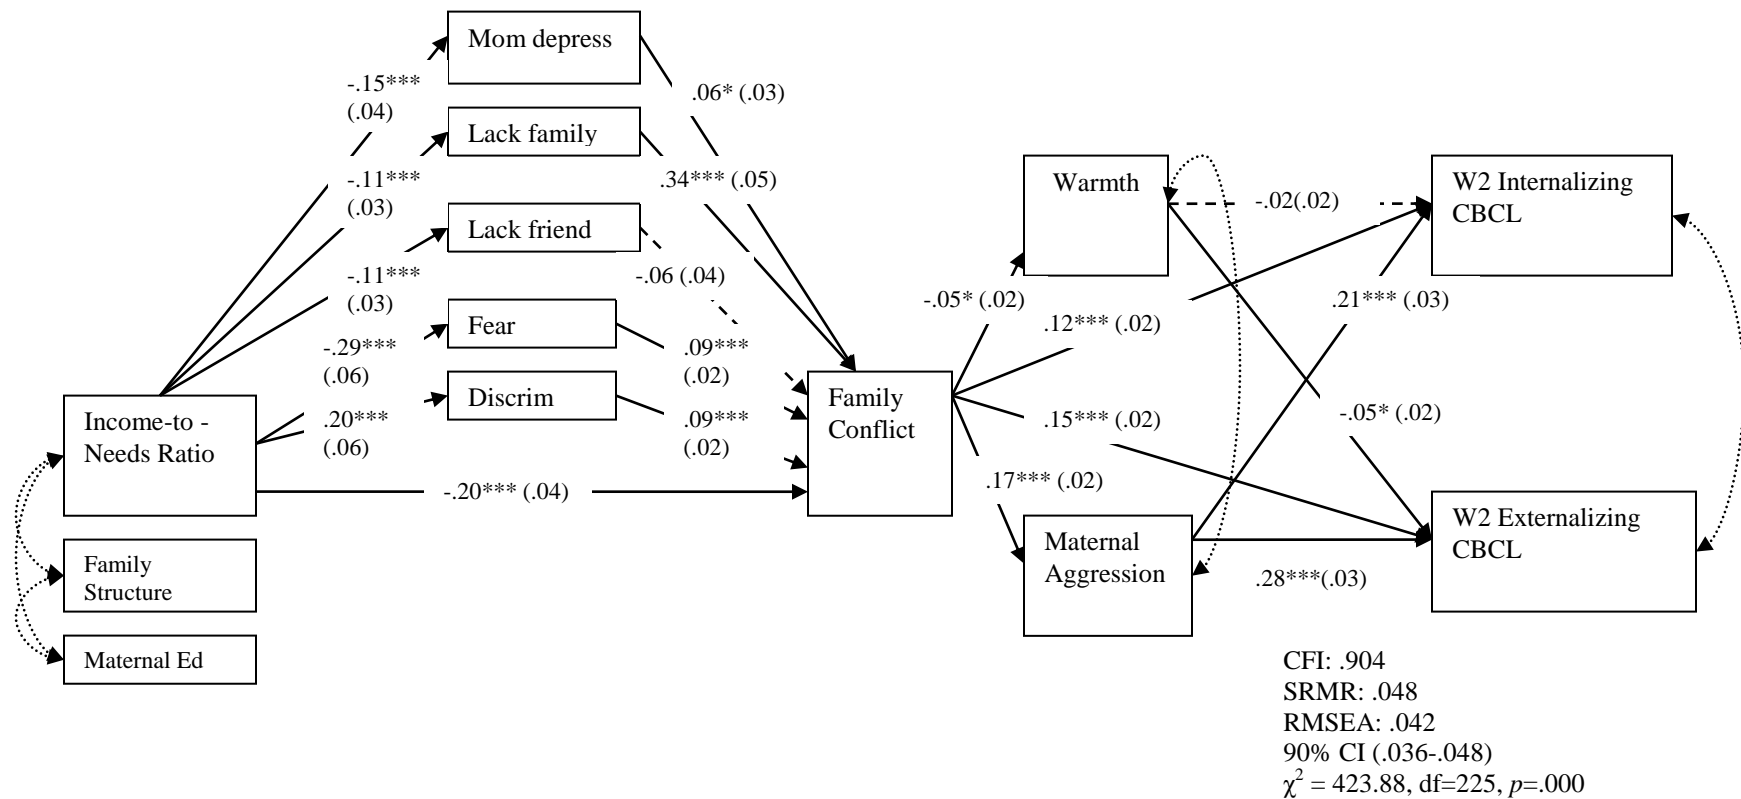 Mom depress
-.15***
(.04)
.06* (.03)
Lack family
-.11***
(.03)
.34*** (.05)
Lack friend
-.11***
(.03)
-.06 (.04)
Fear
-.29***
(.06)
.09***
(.02)
Discrim
.20***
(.06)
.09***
(.02)
Income-to -
Needs Ratio
-.20*** (.04)
Family
Structure
Maternal Ed
Family
Conflict
-.05* (.02)
.12*** (.02)
.15*** (.02)
.17*** (.02)
Warmth
Maternal
Aggression
-.02(.02)
.21*** (.03)
-.05* (.02)
.28***(.03)
W2 Internalizing
CBCL
W2 Externalizing
CBCL
CFI: .904
SRMR: .048
RMSEA: .042
90% CI (.036-.048)
χ² = 423.88, df=225, p=.000